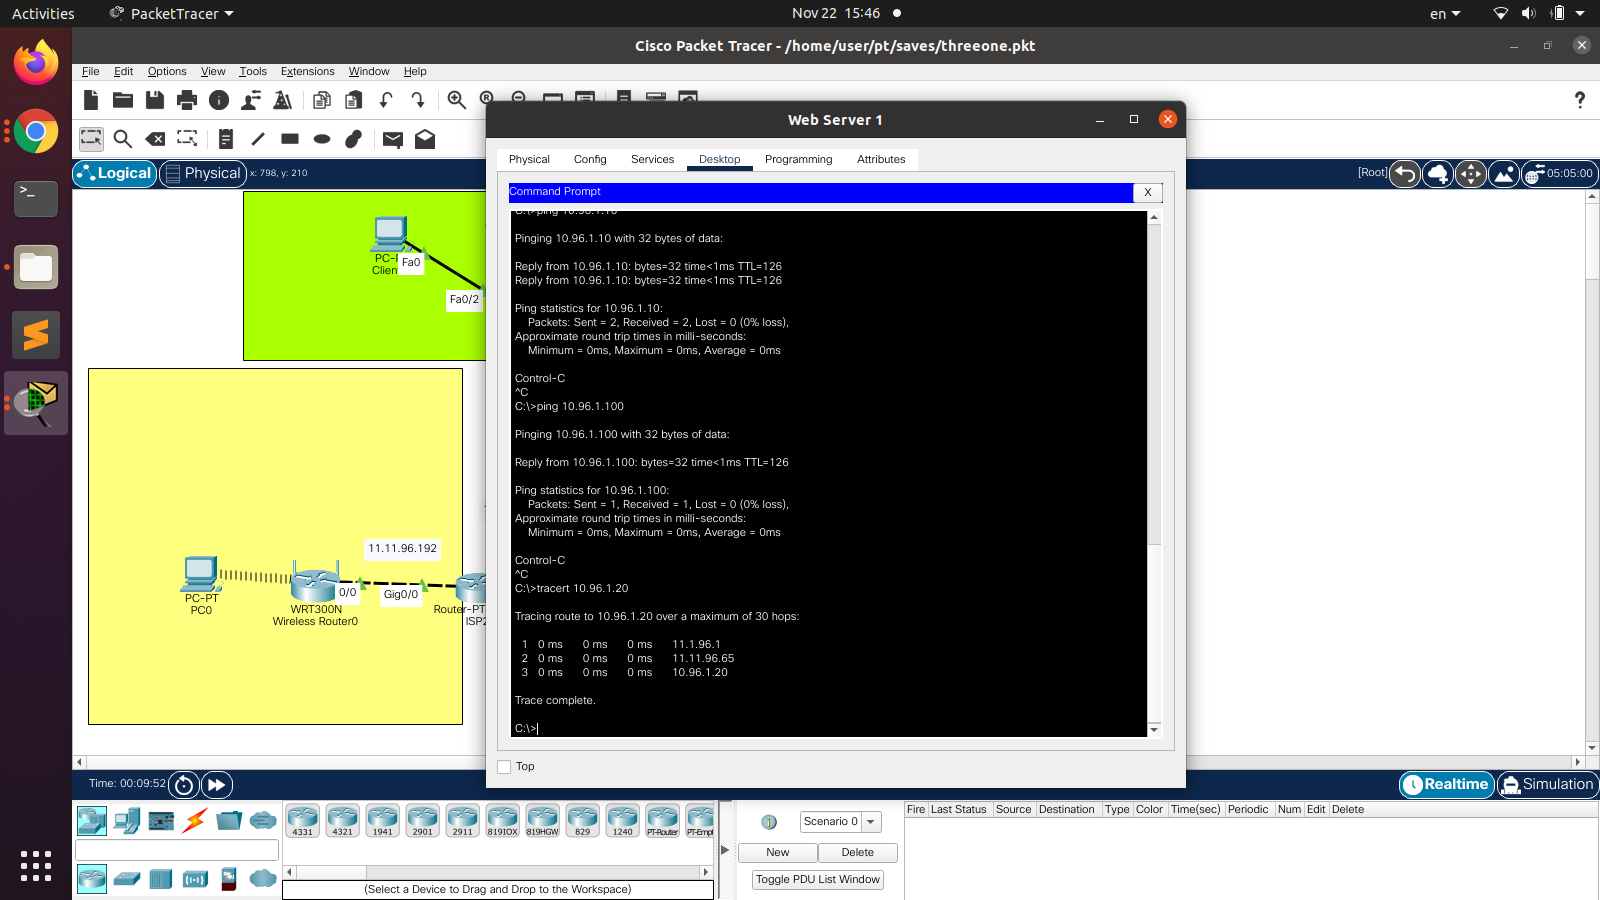 Activities
PacketTracer
Nov 22 15:46
en
Cisco Packet Tracer - /home/user/pt/saves/threeone.pkt
File Edit Options View Tools Extensions Window Help
Logical
Physical
x: 798, y: 210
[Root]
05:05:00
Web Server 1
Physical Config Services Desktop Programming Attributes
Command Prompt
X
C:\>ping 10.96.1.10
Pinging 10.96.1.10 with 32 bytes of data:
Reply from 10.96.1.10: bytes=32 time<1ms TTL=126
Reply from 10.96.1.10: bytes=32 time<1ms TTL=126
Ping statistics for 10.96.1.10:
Packets: Sent = 2, Received = 2, Lost = 0 (0% loss),
Approximate round trip times in milli-seconds:
Minimum = 0ms, Maximum = 0ms, Average = 0ms
Control-C
^C
C:\>ping 10.96.1.100
Pinging 10.96.1.100 with 32 bytes of data:
Reply from 10.96.1.100: bytes=32 time<1ms TTL=126
Ping statistics for 10.96.1.100:
Packets: Sent = 1, Received = 1, Lost = 0 (0% loss),
Approximate round trip times in milli-seconds:
Minimum = 0ms, Maximum = 0ms, Average = 0ms
Control-C
^C
C:\>tracert 10.96.1.20
Tracing route to 10.96.1.20 over a maximum of 30 hops:
1 0 ms 0 ms 0 ms 11.1.96.1
2 0 ms 0 ms 0 ms 11.11.96.65
3 0 ms 0 ms 0 ms 10.96.1.20
Trace complete.
C:\>
Top
Fa0
Clien
Fa0/2
11.11.96.192
PC-PT
PC0
WRT300N
Wireless Router0
0/0
Gig0/0
Router-PT
ISP2
Time: 00:09:52
Realtime
Simulation
4331 4321 1941 2901 2911 819IOX 819HGW 829 1240 PT-Router PT-Empt
(Select a Device to Drag and Drop to the Workspace)
Scenario 0
New
Delete
Toggle PDU List Window
Fire Last Status Source Destination Type Color Time(sec) Periodic Num Edit Delete